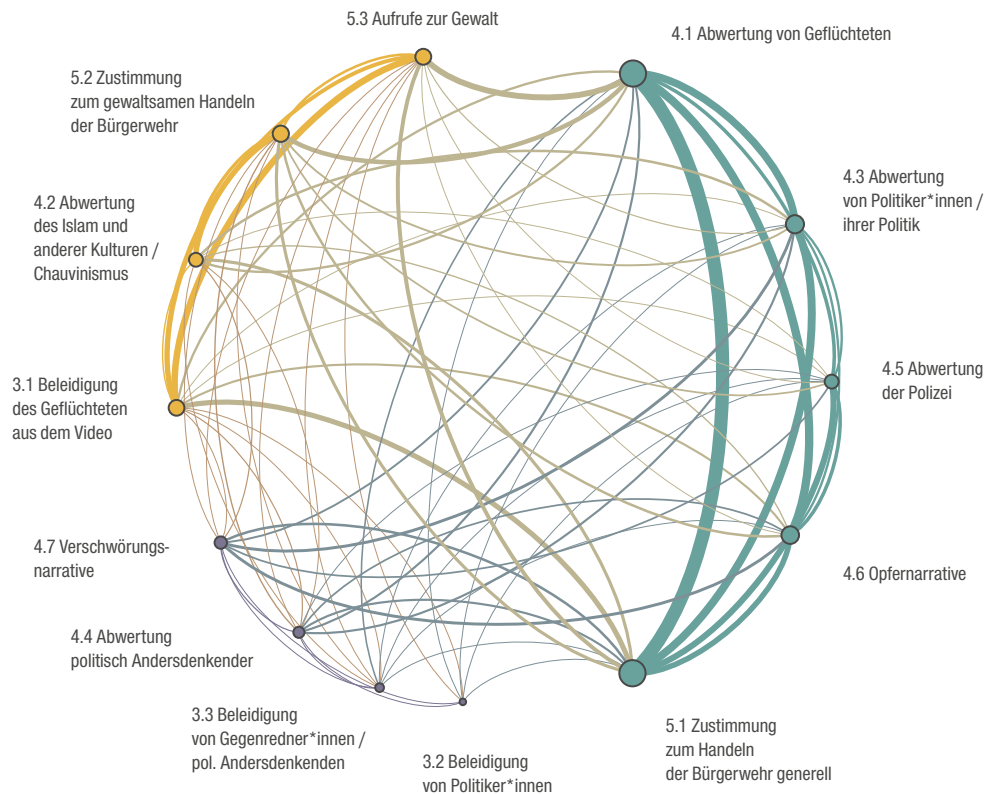 5.3 Aufrufe zur Gewalt
4.1 Abwertung von Geflüchteten
5.2 Zustimmung
zum gewaltsamen Handeln
der Bürgerwehr
4.3 Abwertung
von Politiker*innen /
ihrer Politik
4.2 Abwertung
des Islam und
anderer Kulturen /
Chauvinismus
4.5 Abwertung
der Polizei
3.1 Beleidigung
des Geflüchteten
aus dem Video
4.7 Verschwörungs-
narrative
4.6 Opfernarrative
4.4 Abwertung
politisch Andersdenkender
3.3 Beleidigung
von Gegenredner*innen /
pol. Andersdenkenden
3.2 Beleidigung
von Politiker*innen
5.1 Zustimmung
zum Handeln
der Bürgerwehr generell